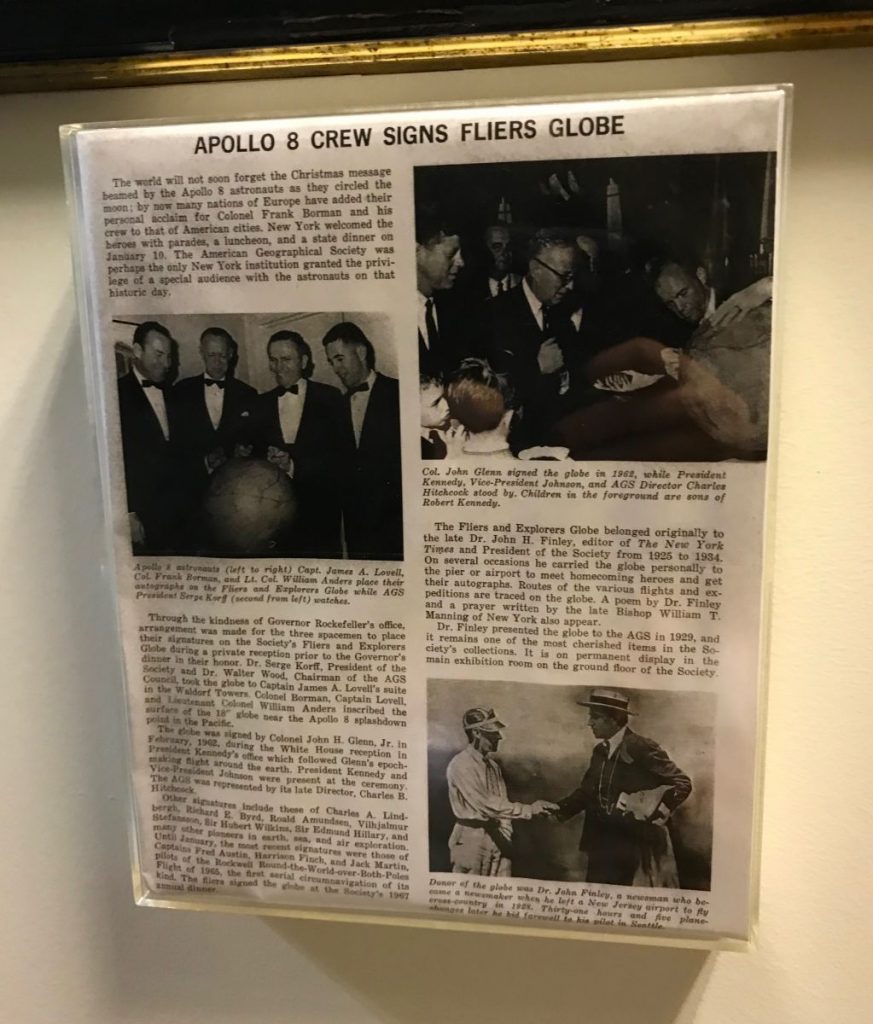 APOLLO 8 CREW SIGNS FLIERS GLOBE
The world will not soon forget the Christmas message
beamed by the Apollo 8 astronauts as they circled the
moon; by now many nations of Europe have added their
personal acclaim for Colonel Frank Borman and his
crew to that of American cities. New York welcomed the
heroes with parades, a luncheon, and a state dinner on
January 10. The American Geographical Society was
perhaps the only New York institution granted the privi-
lege of a special audience with the astronauts on that
historic day.
Apollo 8 astronauts (left to right) Capt. James A. Lovell,
Col. Frank Borman, and Lt. Col. William Anders place their
autographs on the Fliers and Explorers Globe while AGS
President Serge Korff (second from left) watches.
Through the kindness of Governor Rockefeller's office,
arrangement was made for the three spacemen to place
their signatures on the Society's Fliers and Explorers
Globe during a private reception prior to the Governor's
dinner in their honor. Dr. Serge Korff, President of the
Society and Dr. Walter Wood, Chairman of the AGS
Council, took the globe to Captain James A. Lovell's suite
in the Waldorf Towers. Colonel Borman, Captain Lovell,
and Lieutenant Colonel William Anders inscribed the
surface of the 18" globe near the Apollo 8 splashdown
point in the Pacific.
The globe was signed by Colonel John H. Glenn, Jr. in
February, 1962, during the White House reception in
President Kennedy's office which followed Glenn's epoch-
making flight around the earth. President Kennedy and
Vice-President Johnson were present at the ceremony.
The AGS was represented by its late Director, Charles B.
Hitchcock.
Other signatures include these of Charles A. Lind-
bergh, Richard E. Byrd, Roald Amundsen, Vilhjalmur
Stefansson, Sir Hubert Wilkins, Sir Edmund Hillary, and
many other pioneers in earth, sea, and air exploration.
Until January, the most recent signatures were those of
Captains Fred Austin, Harrison Finch, and Jack Martin,
pilots of the Rockwell Round-the-World-over-Both-Poles
Flight of 1965, the first aerial circumnavigation of its
kind. The fliers signed the globe at the Society's 1967
annual dinner.
Col. John Glenn signed the globe in 1962, while President
Kennedy, Vice-President Johnson, and AGS Director Charles
Hitchcock stood by. Children in the foreground are sons of
Robert Kennedy.
The Fliers and Explorers Globe belonged originally to
the late Dr. John H. Finley, editor of The New York
Times and President of the Society from 1925 to 1934.
On several occasions he carried the globe personally to
the pier or airport to meet homecoming heroes and get
their autographs. Routes of the various flights and ex-
peditions are traced on the globe. A poem by Dr. Finley
and a prayer written by the late Bishop William T.
Manning of New York also appear.
Dr. Finley presented the globe to the AGS in 1929, and
it remains one of the most cherished items in the So-
ciety's collections. It is on permanent display in the
main exhibition room on the ground floor of the Society.
Donor of the globe was Dr. John Finley, a newsman who be-
came a newsmaker when he left a New Jersey airport to fly
cross-country in 1928. Thirty-one hours and five plane-
changes later he bid farewell to his pilot in Seattle.